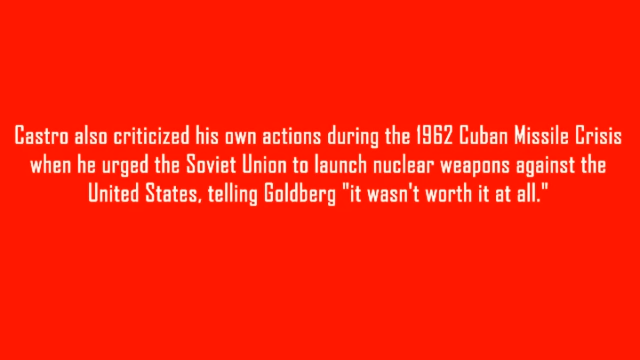 Castro also criticized his own actions during the 1962 Cuban Missile Crisis
when he urged the Soviet Union to launch nuclear weapons against the
United States, telling Goldberg "it wasn't worth it at all."